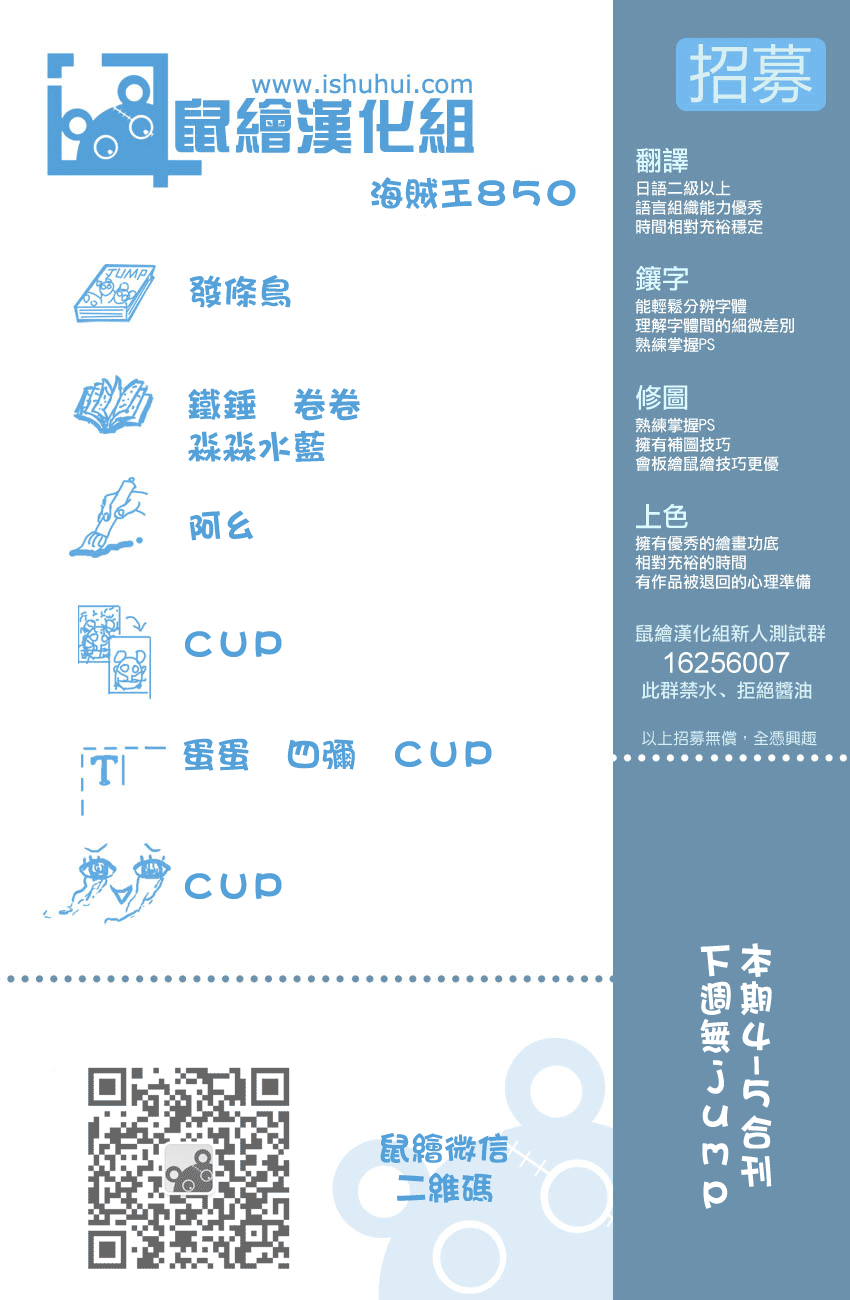 www.ishuhui.com
鼠繪漢化組
海賊王850
JUMP
發條鳥
鐵錘　卷卷
淼淼水藍
阿幺
cup
T
蛋蛋　四彌　cup
cup
鼠繪微信
二維碼
招募
翻譯
日語二級以上
語言組織能力優秀
時間相對充裕穩定
鑲字
能輕鬆分辨字體
理解字體間的細微差別
熟練掌握PS
修圖
熟練掌握PS
擁有補圖技巧
會板繪鼠繪技巧更優
上色
擁有優秀的繪畫功底
相對充裕的時間
有作品被退回的心理準備
鼠繪漢化組新人測試群
16256007
此群禁水、拒絕醬油
以上招募無償，全憑興趣
本期4-5合刊
下週無jump